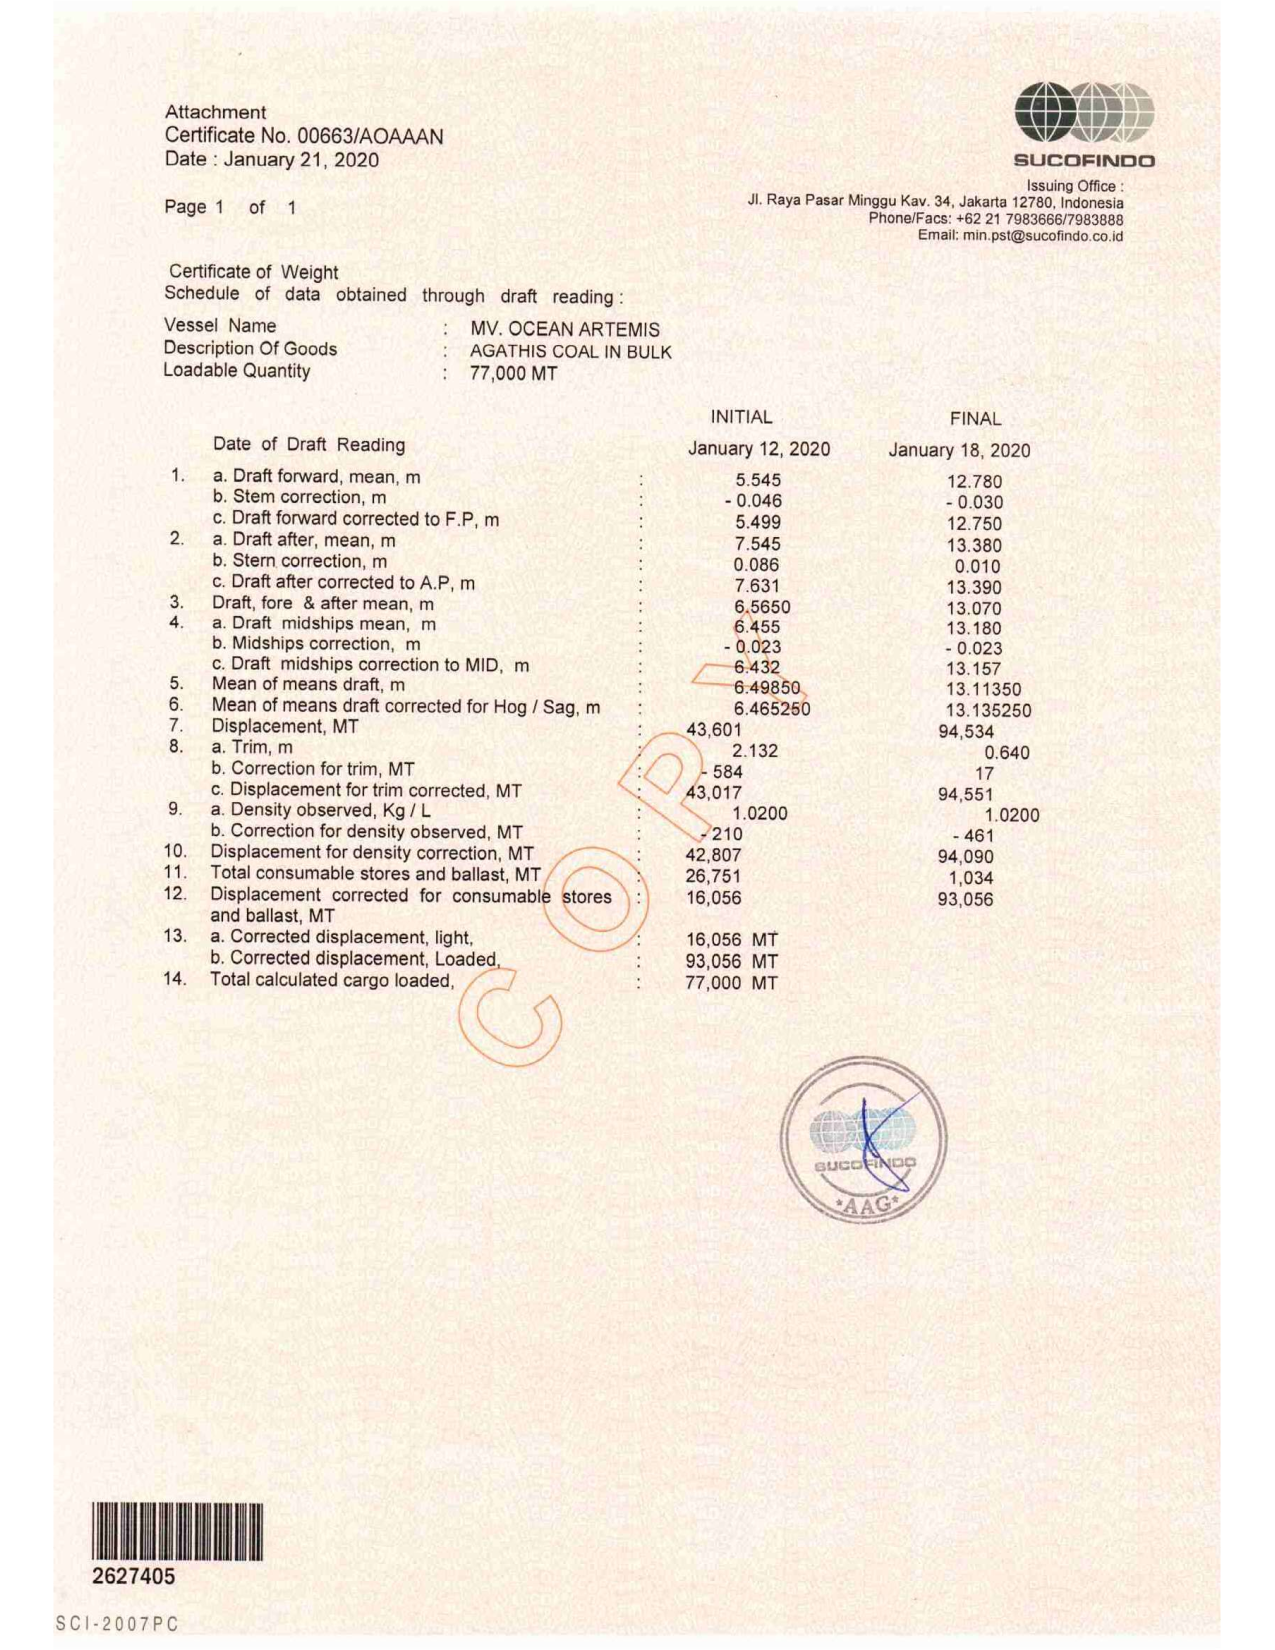 Attachment
Certificate No. 00663/AOAAAN
Date : January 21, 2020
Page 1 of 1
SUCOFINDO
Issuing Office :
Jl. Raya Pasar Minggu Kav. 34, Jakarta 12780, Indonesia
Phone/Facs: +62 21 7983666/7983888
Email: min.pst@sucofindo.co.id
Certificate of Weight
Schedule of data obtained through draft reading :
Vessel Name : MV. OCEAN ARTEMIS
Description Of Goods : AGATHIS COAL IN BULK
Loadable Quantity : 77,000 MT
INITIAL FINAL
Date of Draft Reading January 12, 2020 January 18, 2020
1. a. Draft forward, mean, m : 5.545 12.780
b. Stem correction, m : - 0.046 - 0.030
c. Draft forward corrected to F.P, m : 5.499 12.750
2. a. Draft after, mean, m : 7.545 13.380
b. Stern correction, m : 0.086 0.010
c. Draft after corrected to A.P, m : 7.631 13.390
3. Draft, fore & after mean, m : 6.5650 13.070
4. a. Draft midships mean, m : 6.455 13.180
b. Midships correction, m : - 0.023 - 0.023
c. Draft midships correction to MID, m : 6.432 13.157
5. Mean of means draft, m : 6.49850 13.11350
6. Mean of means draft corrected for Hog / Sag, m : 6.465250 13.135250
7. Displacement, MT : 43,601 94,534
8. a. Trim, m : 2.132 0.640
b. Correction for trim, MT : - 584 17
c. Displacement for trim corrected, MT : 43,017 94,551
9. a. Density observed, Kg / L : 1.0200 1.0200
b. Correction for density observed, MT : - 210 - 461
10. Displacement for density correction, MT : 42,807 94,090
11. Total consumable stores and ballast, MT : 26,751 1,034
12. Displacement corrected for consumable stores : 16,056 93,056
and ballast, MT
13. a. Corrected displacement, light, : 16,056 MT
b. Corrected displacement, Loaded, : 93,056 MT
14. Total calculated cargo loaded, : 77,000 MT
COPY
SUCOFINDO
*AAG*
2627405
SCI-2007PC